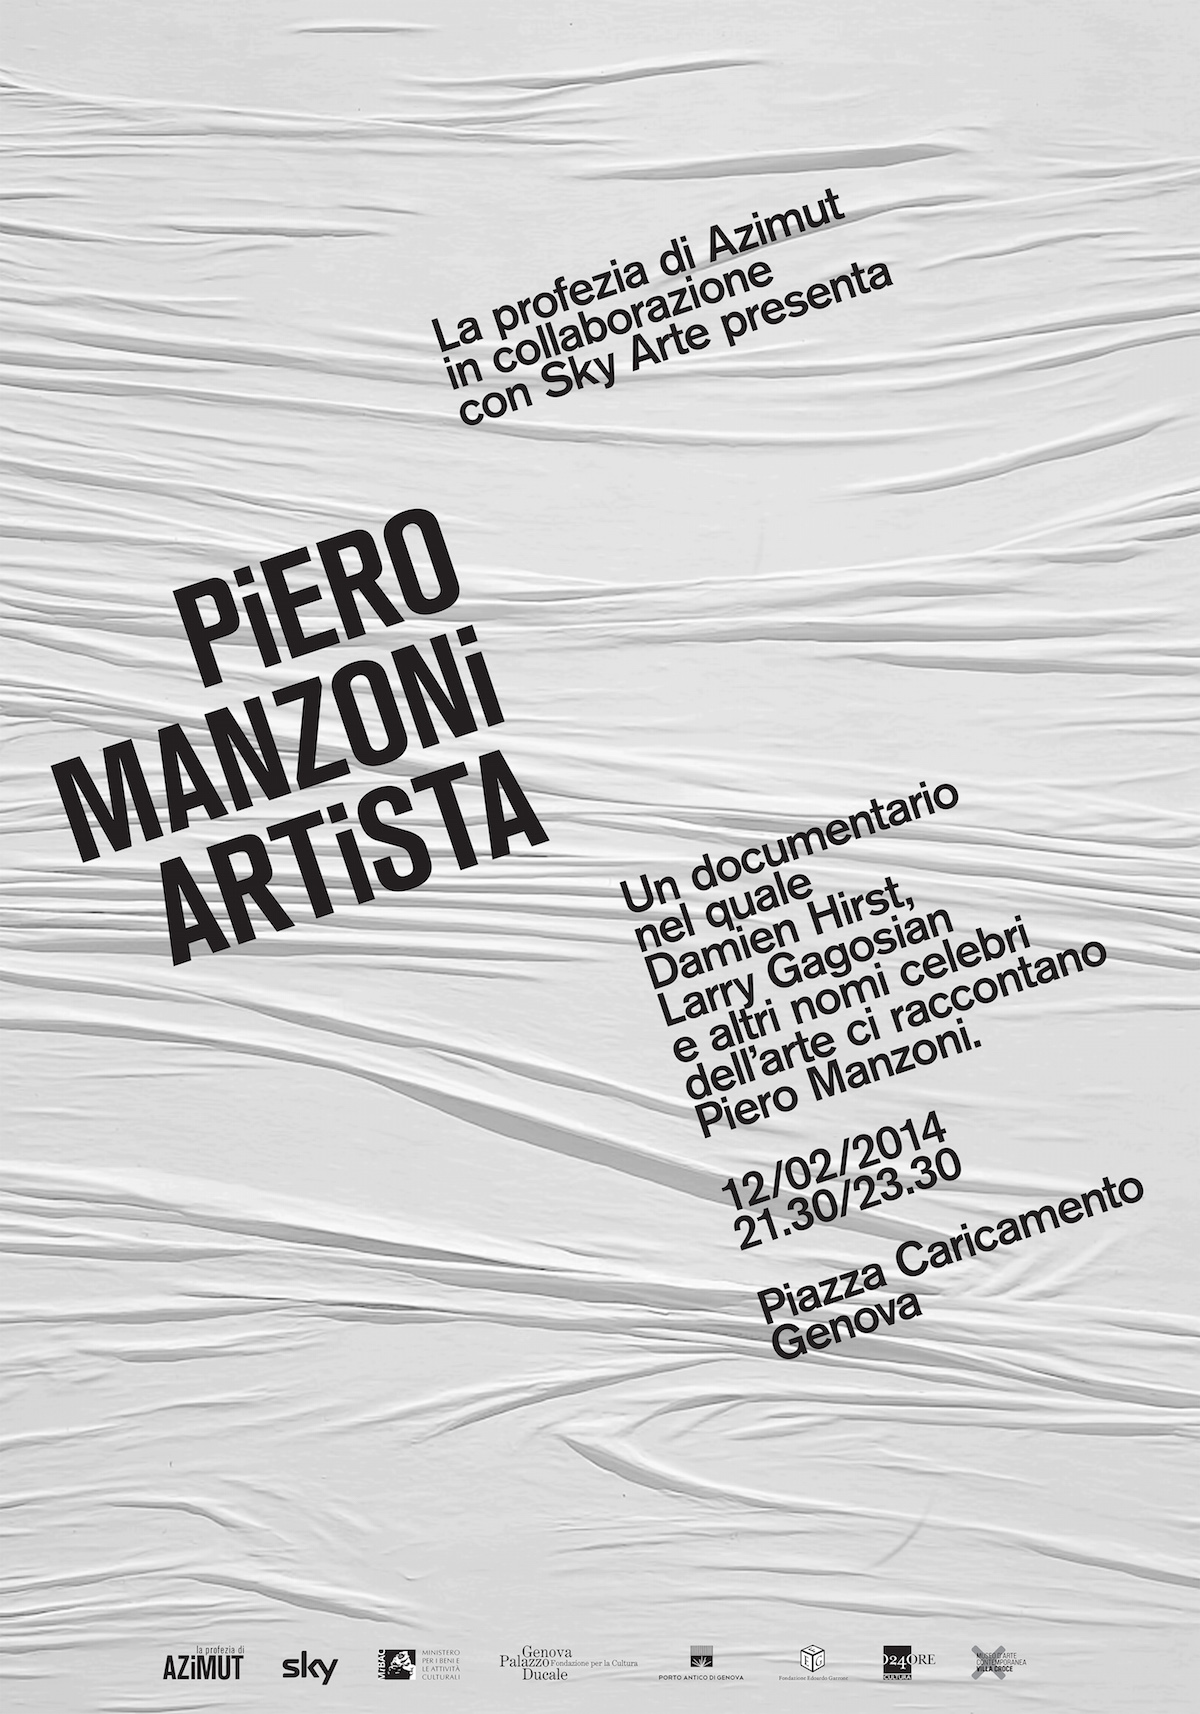 La profezia di Azimut
in collaborazione
con Sky Arte presenta
PiERO
MANZONi
ARTiSTA
Un documentario
nel quale
Damien Hirst,
Larry Gagosian
e altri nomi celebri
dell'arte ci raccontano
Piero Manzoni.
12/02/2014
21.30/23.30
Piazza Caricamento
Genova
la profezia di
AZiMUT
sky
MiBAC
MINISTERO
PER I BENI E
LE ATTIVITÀ
CULTURALI
Genova
Palazzo Fondazione per la Cultura
Ducale
PORTO ANTICO DI GENOVA
Fondazione Edoardo Garrone
24ORE
CULTURA
MUSEO D'ARTE
CONTEMPORANEA
VILLA CROCE